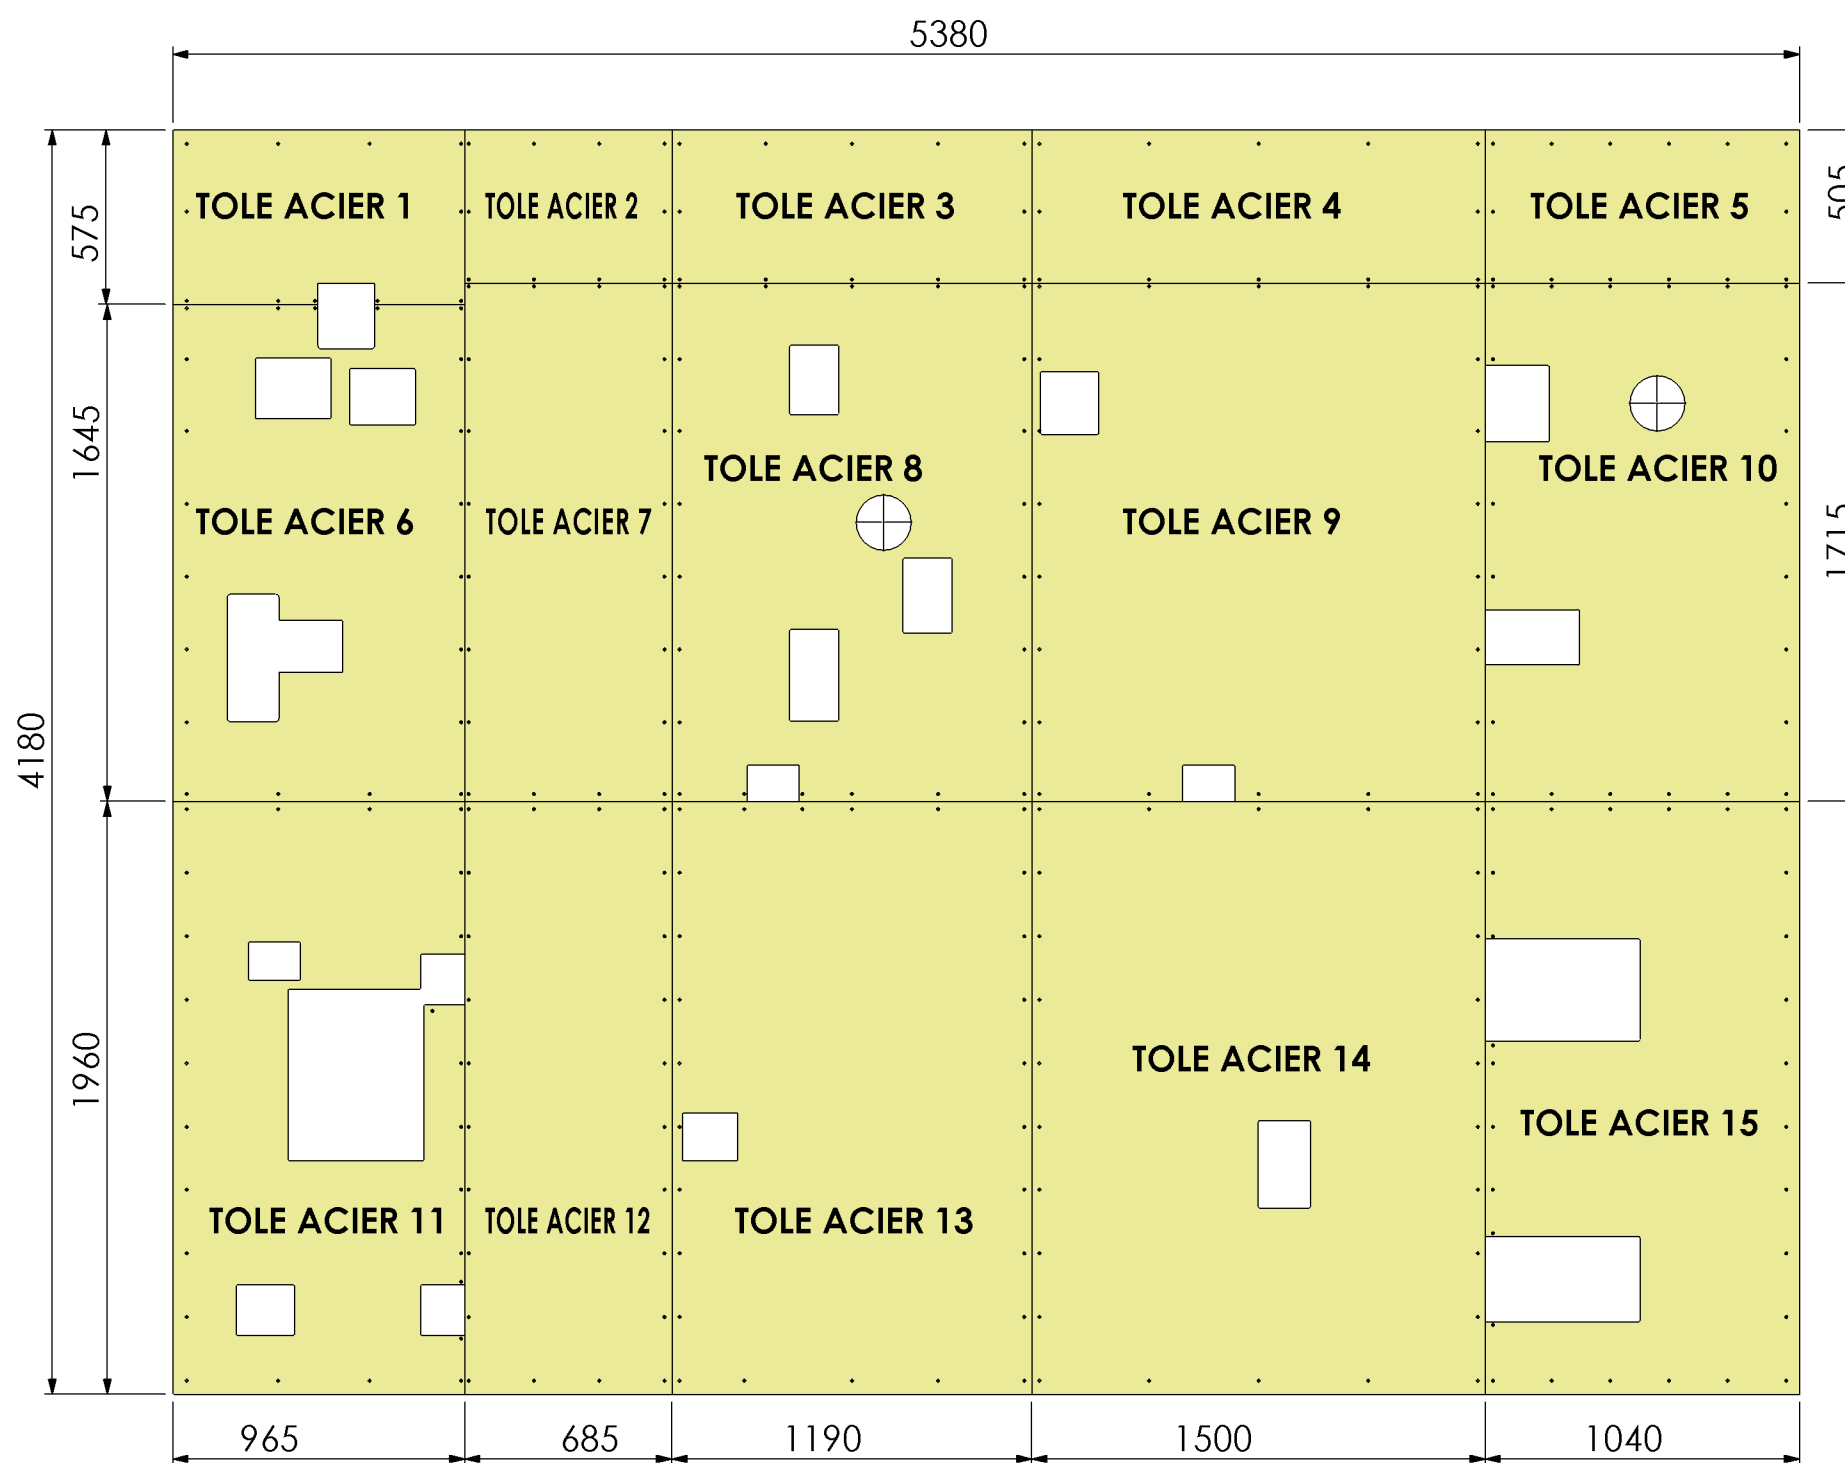 5380
TOLE ACIER 1
TOLE ACIER 2
TOLE ACIER 3
TOLE ACIER 4
TOLE ACIER 5
575
505
1645
TOLE ACIER 6
TOLE ACIER 7
TOLE ACIER 8
TOLE ACIER 9
TOLE ACIER 10
1715
4180
1960
TOLE ACIER 11
TOLE ACIER 12
TOLE ACIER 13
TOLE ACIER 14
TOLE ACIER 15
965
685
1190
1500
1040